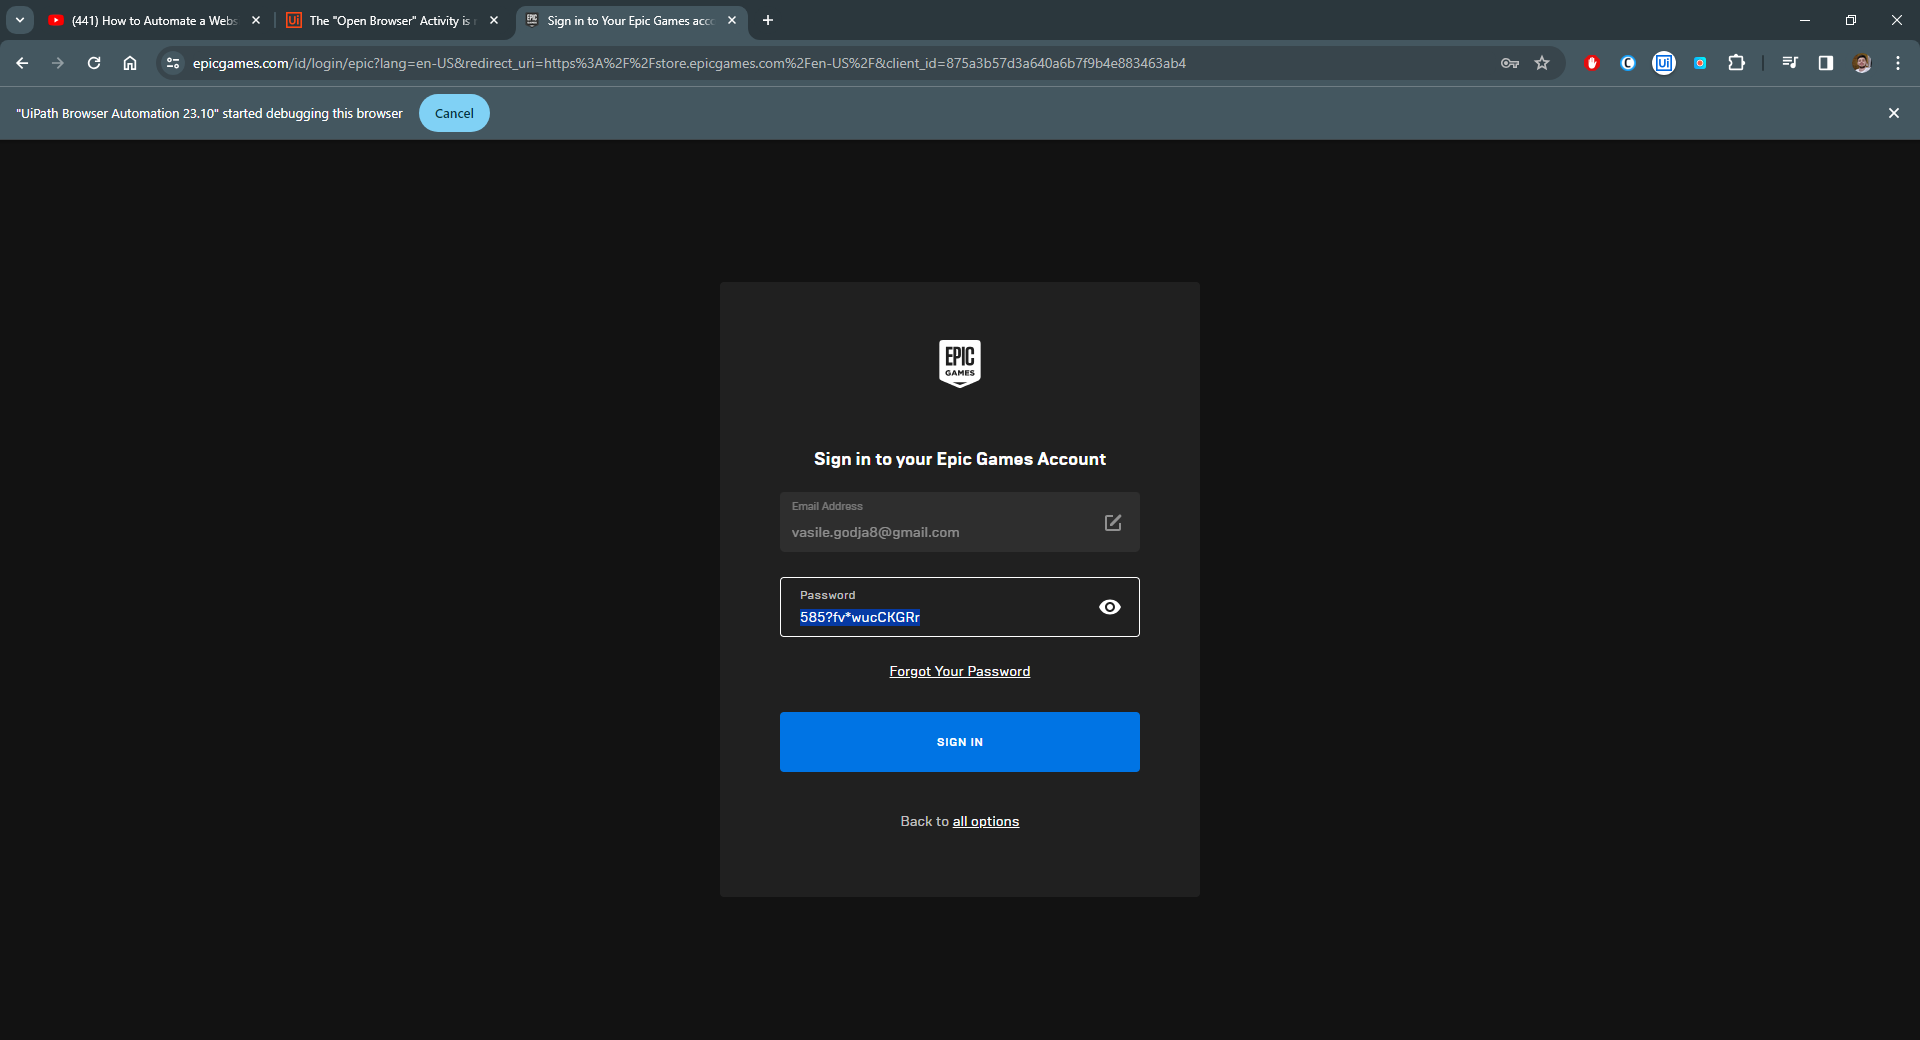 (441) How to Automate a Webs
The "Open Browser" Activity is
Sign in to Your Epic Games acc
epicgames.com/id/login/epic?lang=en-US&redirect_uri=https%3A%2F%2Fstore.epicgames.com%2Fen-US%2F&client_id=875a3b57d3a640a6b7f9b4e883463ab4
"UiPath Browser Automation 23.10" started debugging this browser
Cancel
EPIC
GAMES
Sign in to your Epic Games Account
Email Address
vasile.godja8@gmail.com
Password
585?fv*wucCKGRr
Forgot Your Password
SIGN IN
Back to all options